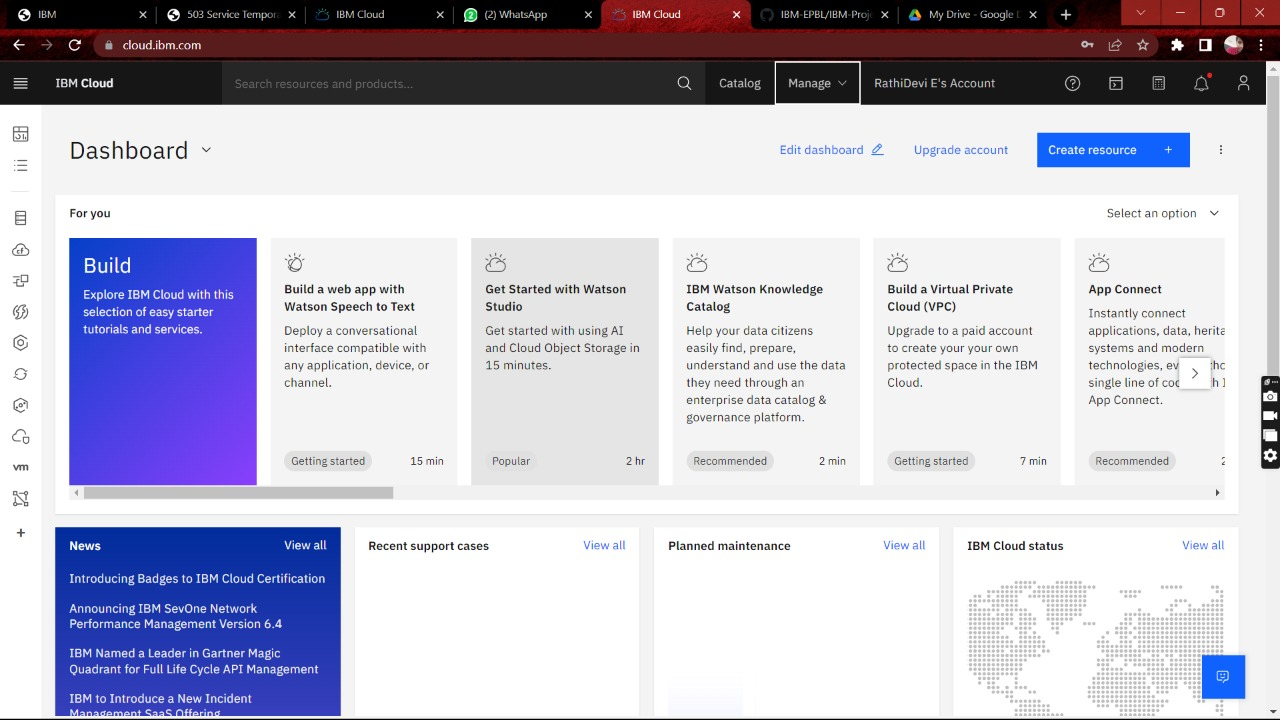 IBM
503 Service Tempor
IBM Cloud
(2) WhatsApp
IBM Cloud
IBM-EPBL/IBM-Proj
My Drive - Google
cloud.ibm.com
IBM Cloud
Search resources and products...
Catalog
Manage
RathiDevi E's Account
Dashboard
Edit dashboard
Upgrade account
Create resource +
For you
Select an option
Build
Explore IBM Cloud with this
selection of easy starter
tutorials and services.
Build a web app with
Watson Speech to Text
Deploy a conversational
interface compatible with
any application, device, or
channel.
Getting started
15 min
Get Started with Watson
Studio
Get started with using AI
and Cloud Object Storage in
15 minutes.
Popular
2 hr
IBM Watson Knowledge
Catalog
Help your data citizens
easily find, prepare,
understand and use the data
they need through an
enterprise data catalog &
governance platform.
Recommended
2 min
Build a Virtual Private
Cloud (VPC)
Upgrade to a paid account
to create your your own
protected space in the IBM
Cloud.
Getting started
7 min
App Connect
Instantly connect
applications, data, herita
systems and modern
technologies,
single line of
App Connect.
Recommended
2
vm
News
View all
Introducing Badges to IBM Cloud Certification
Announcing IBM SevOne Network
Performance Management Version 6.4
IBM Named a Leader in Gartner Magic
Quadrant for Full Life Cycle API Management
IBM to Introduce a New Incident
Management SaaS Offering
Recent support cases
View all
Planned maintenance
View all
IBM Cloud status
View all